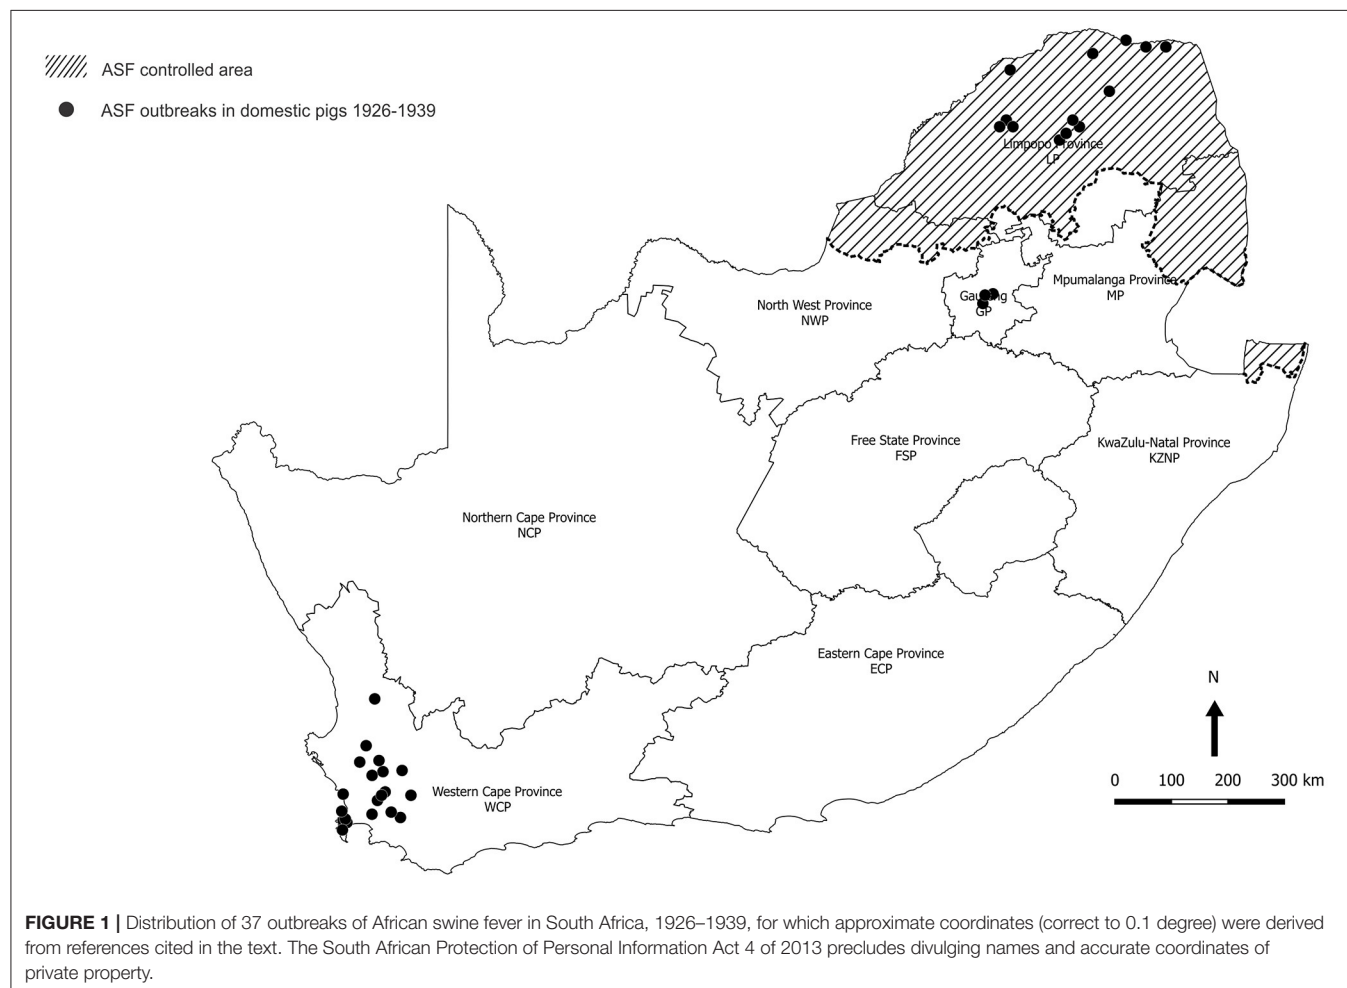 ASF controlled area
ASF outbreaks in domestic pigs 1926-1939
Limpopo Province
LP
Mpumalanga Province
MP
North West Province
NWP
GP
Free State Province
FSP
KwaZulu-Natal Province
KZNP
Northern Cape Province
NCP
Eastern Cape Province
ECP
Western Cape Province
WCP
N
0 100 200 300 km
FIGURE 1 | Distribution of 37 outbreaks of African swine fever in South Africa, 1926–1939, for which approximate coordinates (correct to 0.1 degree) were derived
from references cited in the text. The South African Protection of Personal Information Act 4 of 2013 precludes divulging names and accurate coordinates of
private property.